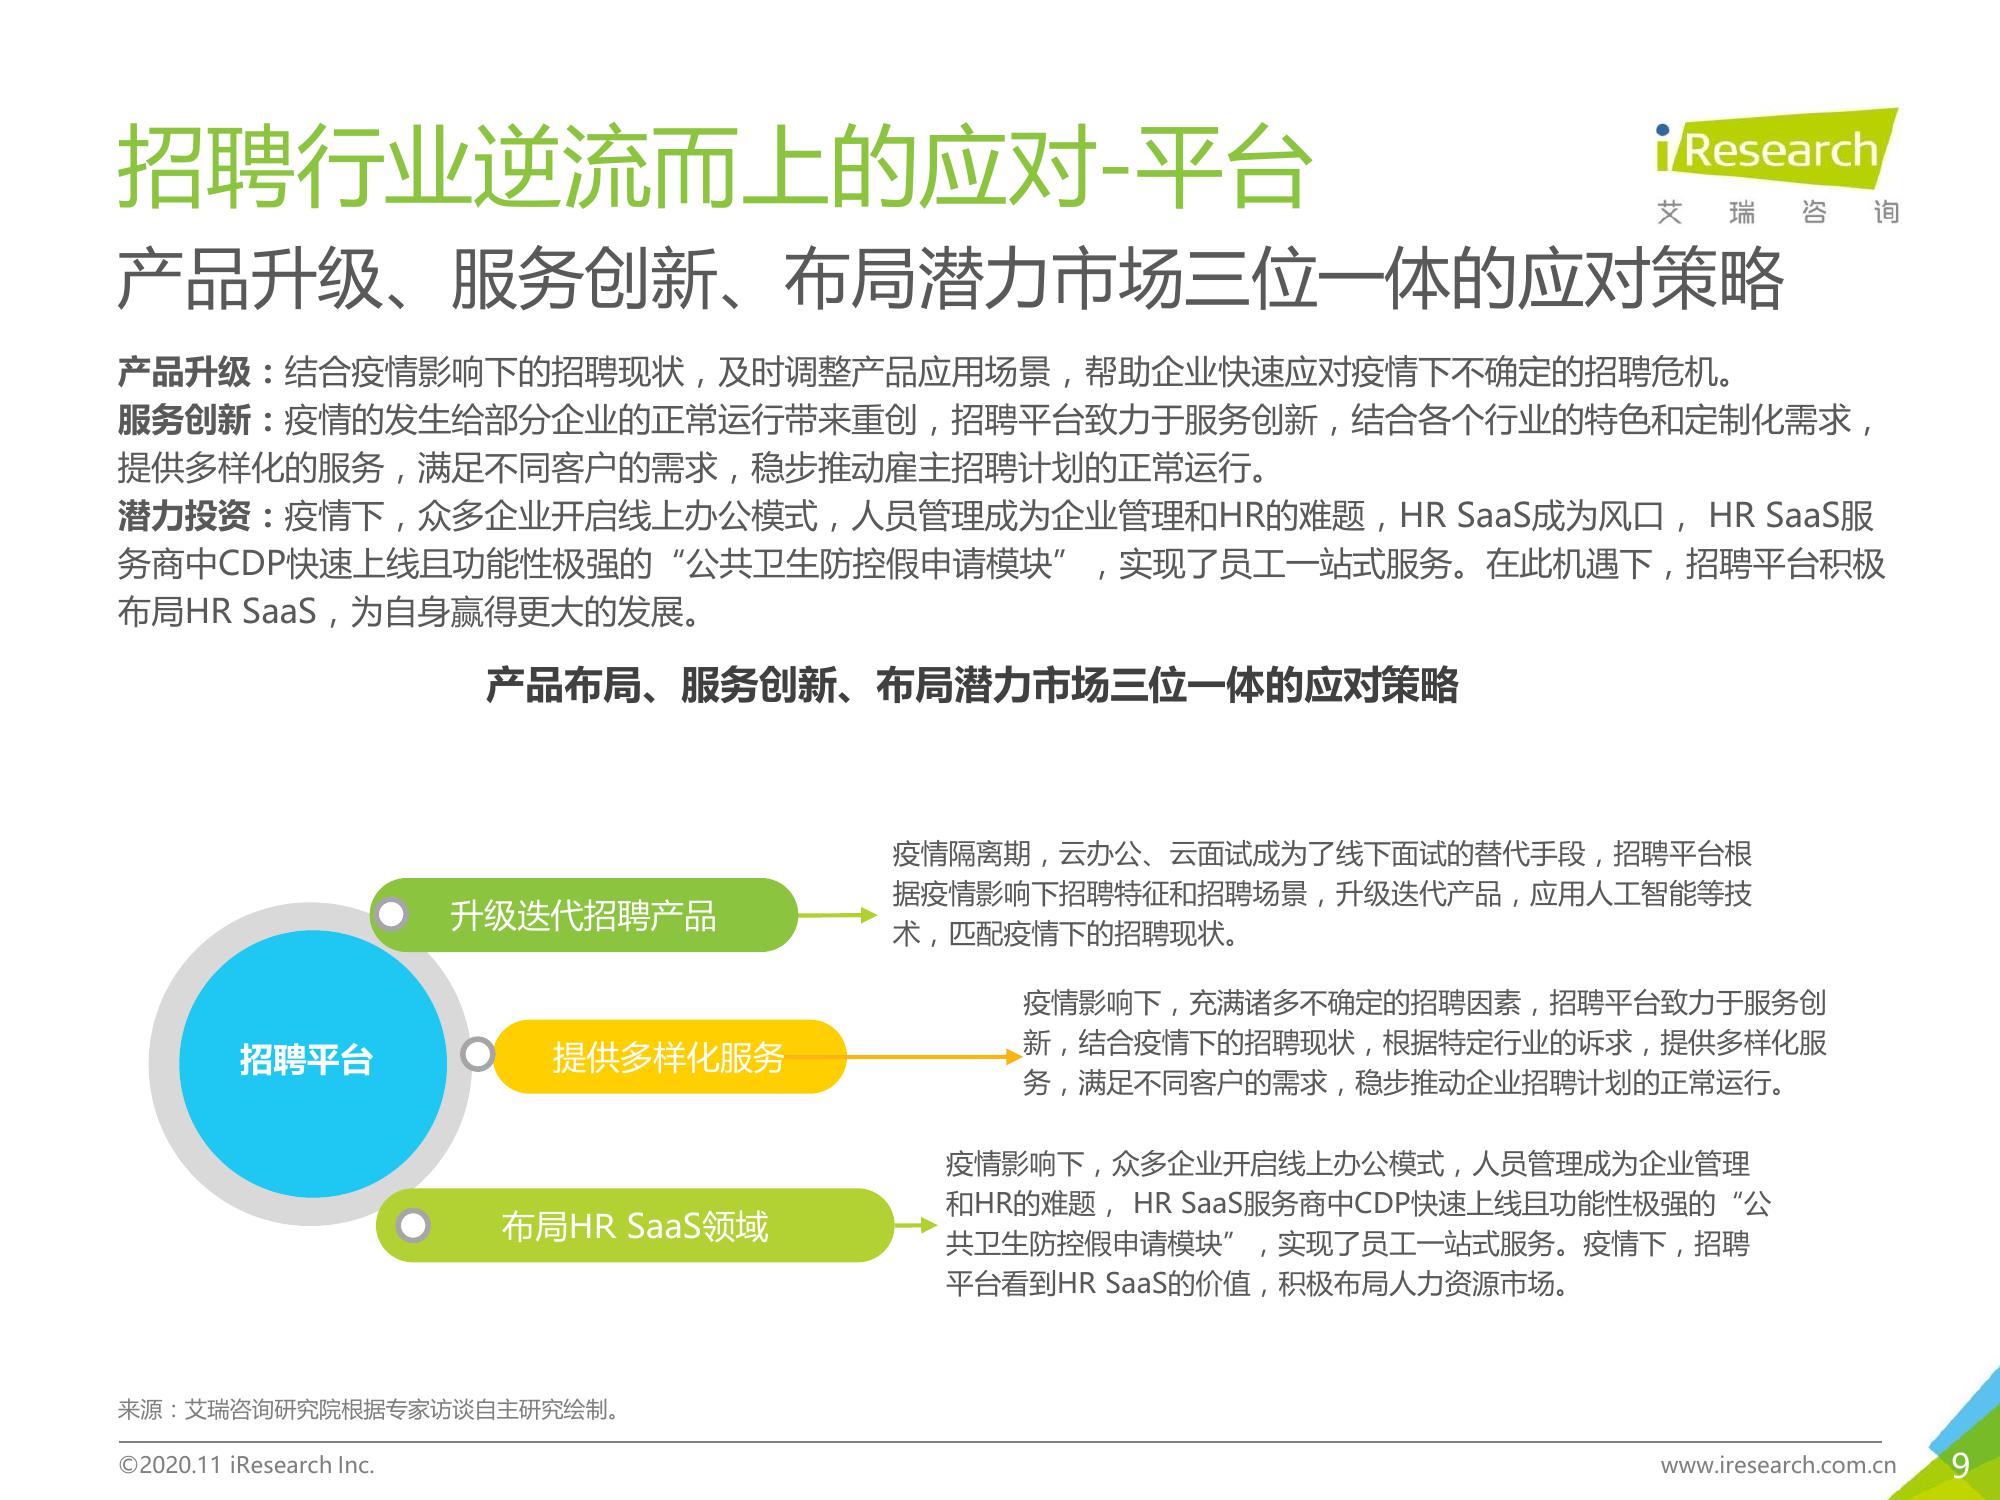 招聘行业逆流而上的应对-平台
iResearch
艾瑞咨询
产品升级、服务创新、布局潜力市场三位一体的应对策略
产品升级：结合疫情影响下的招聘现状，及时调整产品应用场景，帮助企业快速应对疫情下不确定的招聘危机。
服务创新：疫情的发生给部分企业的正常运行带来重创，招聘平台致力于服务创新，结合各个行业的特色和定制化需求，
提供多样化的服务，满足不同客户的需求，稳步推动雇主招聘计划的正常运行。
潜力投资：疫情下，众多企业开启线上办公模式，人员管理成为企业管理和HR的难题，HR SaaS成为风口， HR SaaS服
务商中CDP快速上线且功能性极强的“公共卫生防控假申请模块”，实现了员工一站式服务。在此机遇下，招聘平台积极
布局HR SaaS，为自身赢得更大的发展。
产品布局、服务创新、布局潜力市场三位一体的应对策略
招聘平台
升级迭代招聘产品
疫情隔离期，云办公、云面试成为了线下面试的替代手段，招聘平台根
据疫情影响下招聘特征和招聘场景，升级迭代产品，应用人工智能等技
术，匹配疫情下的招聘现状。
提供多样化服务
疫情影响下，充满诸多不确定的招聘因素，招聘平台致力于服务创
新，结合疫情下的招聘现状，根据特定行业的诉求，提供多样化服
务，满足不同客户的需求，稳步推动企业招聘计划的正常运行。
布局HR SaaS领域
疫情影响下，众多企业开启线上办公模式，人员管理成为企业管理
和HR的难题， HR SaaS服务商中CDP快速上线且功能性极强的“公
共卫生防控假申请模块”，实现了员工一站式服务。疫情下，招聘
平台看到HR SaaS的价值，积极布局人力资源市场。
来源：艾瑞咨询研究院根据专家访谈自主研究绘制。
©2020.11 iResearch Inc.
www.iresearch.com.cn
9